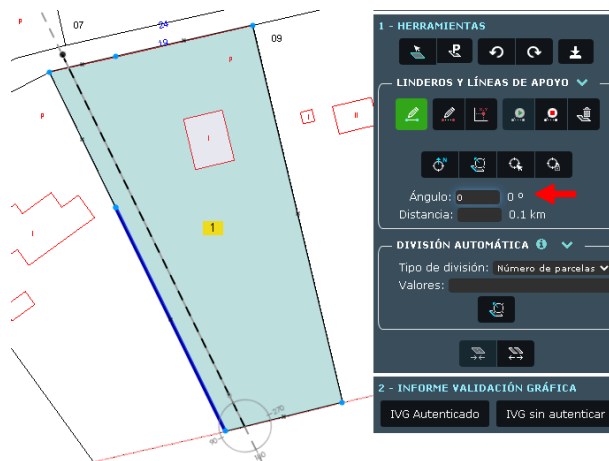 P
07
24
19
P
09
P
I
I
II
I
1
270
90
180
1 - HERRAMIENTAS
P
LINDEROS Y LÍNEAS DE APOYO
N
Ángulo: 0 0 º
Distancia: 0.1 km
DIVISIÓN AUTOMÁTICA
Tipo de división: Número de parcelas
Valores:
2 - INFORME VALIDACIÓN GRÁFICA
IVG Autenticado IVG sin autenticar